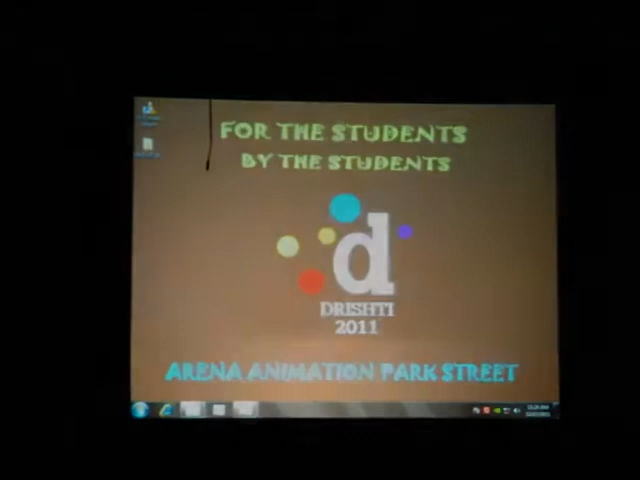 FOR THE STUDENTS
BY THE STUDENTS
d
DRISHTI
2011
ARENA ANIMATION PARK STREET